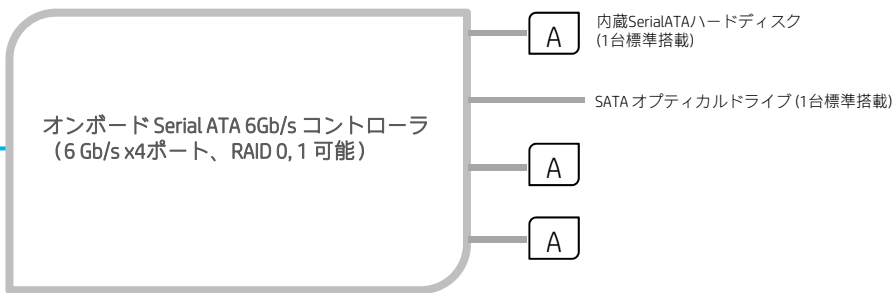 A
内蔵SerialATAハードディスク
(1台標準搭載)
SATA オプティカルドライブ (1台標準搭載)
オンボード Serial ATA 6Gb/s コントローラ
（6 Gb/s x4ポート、RAID 0, 1 可能）
A
A